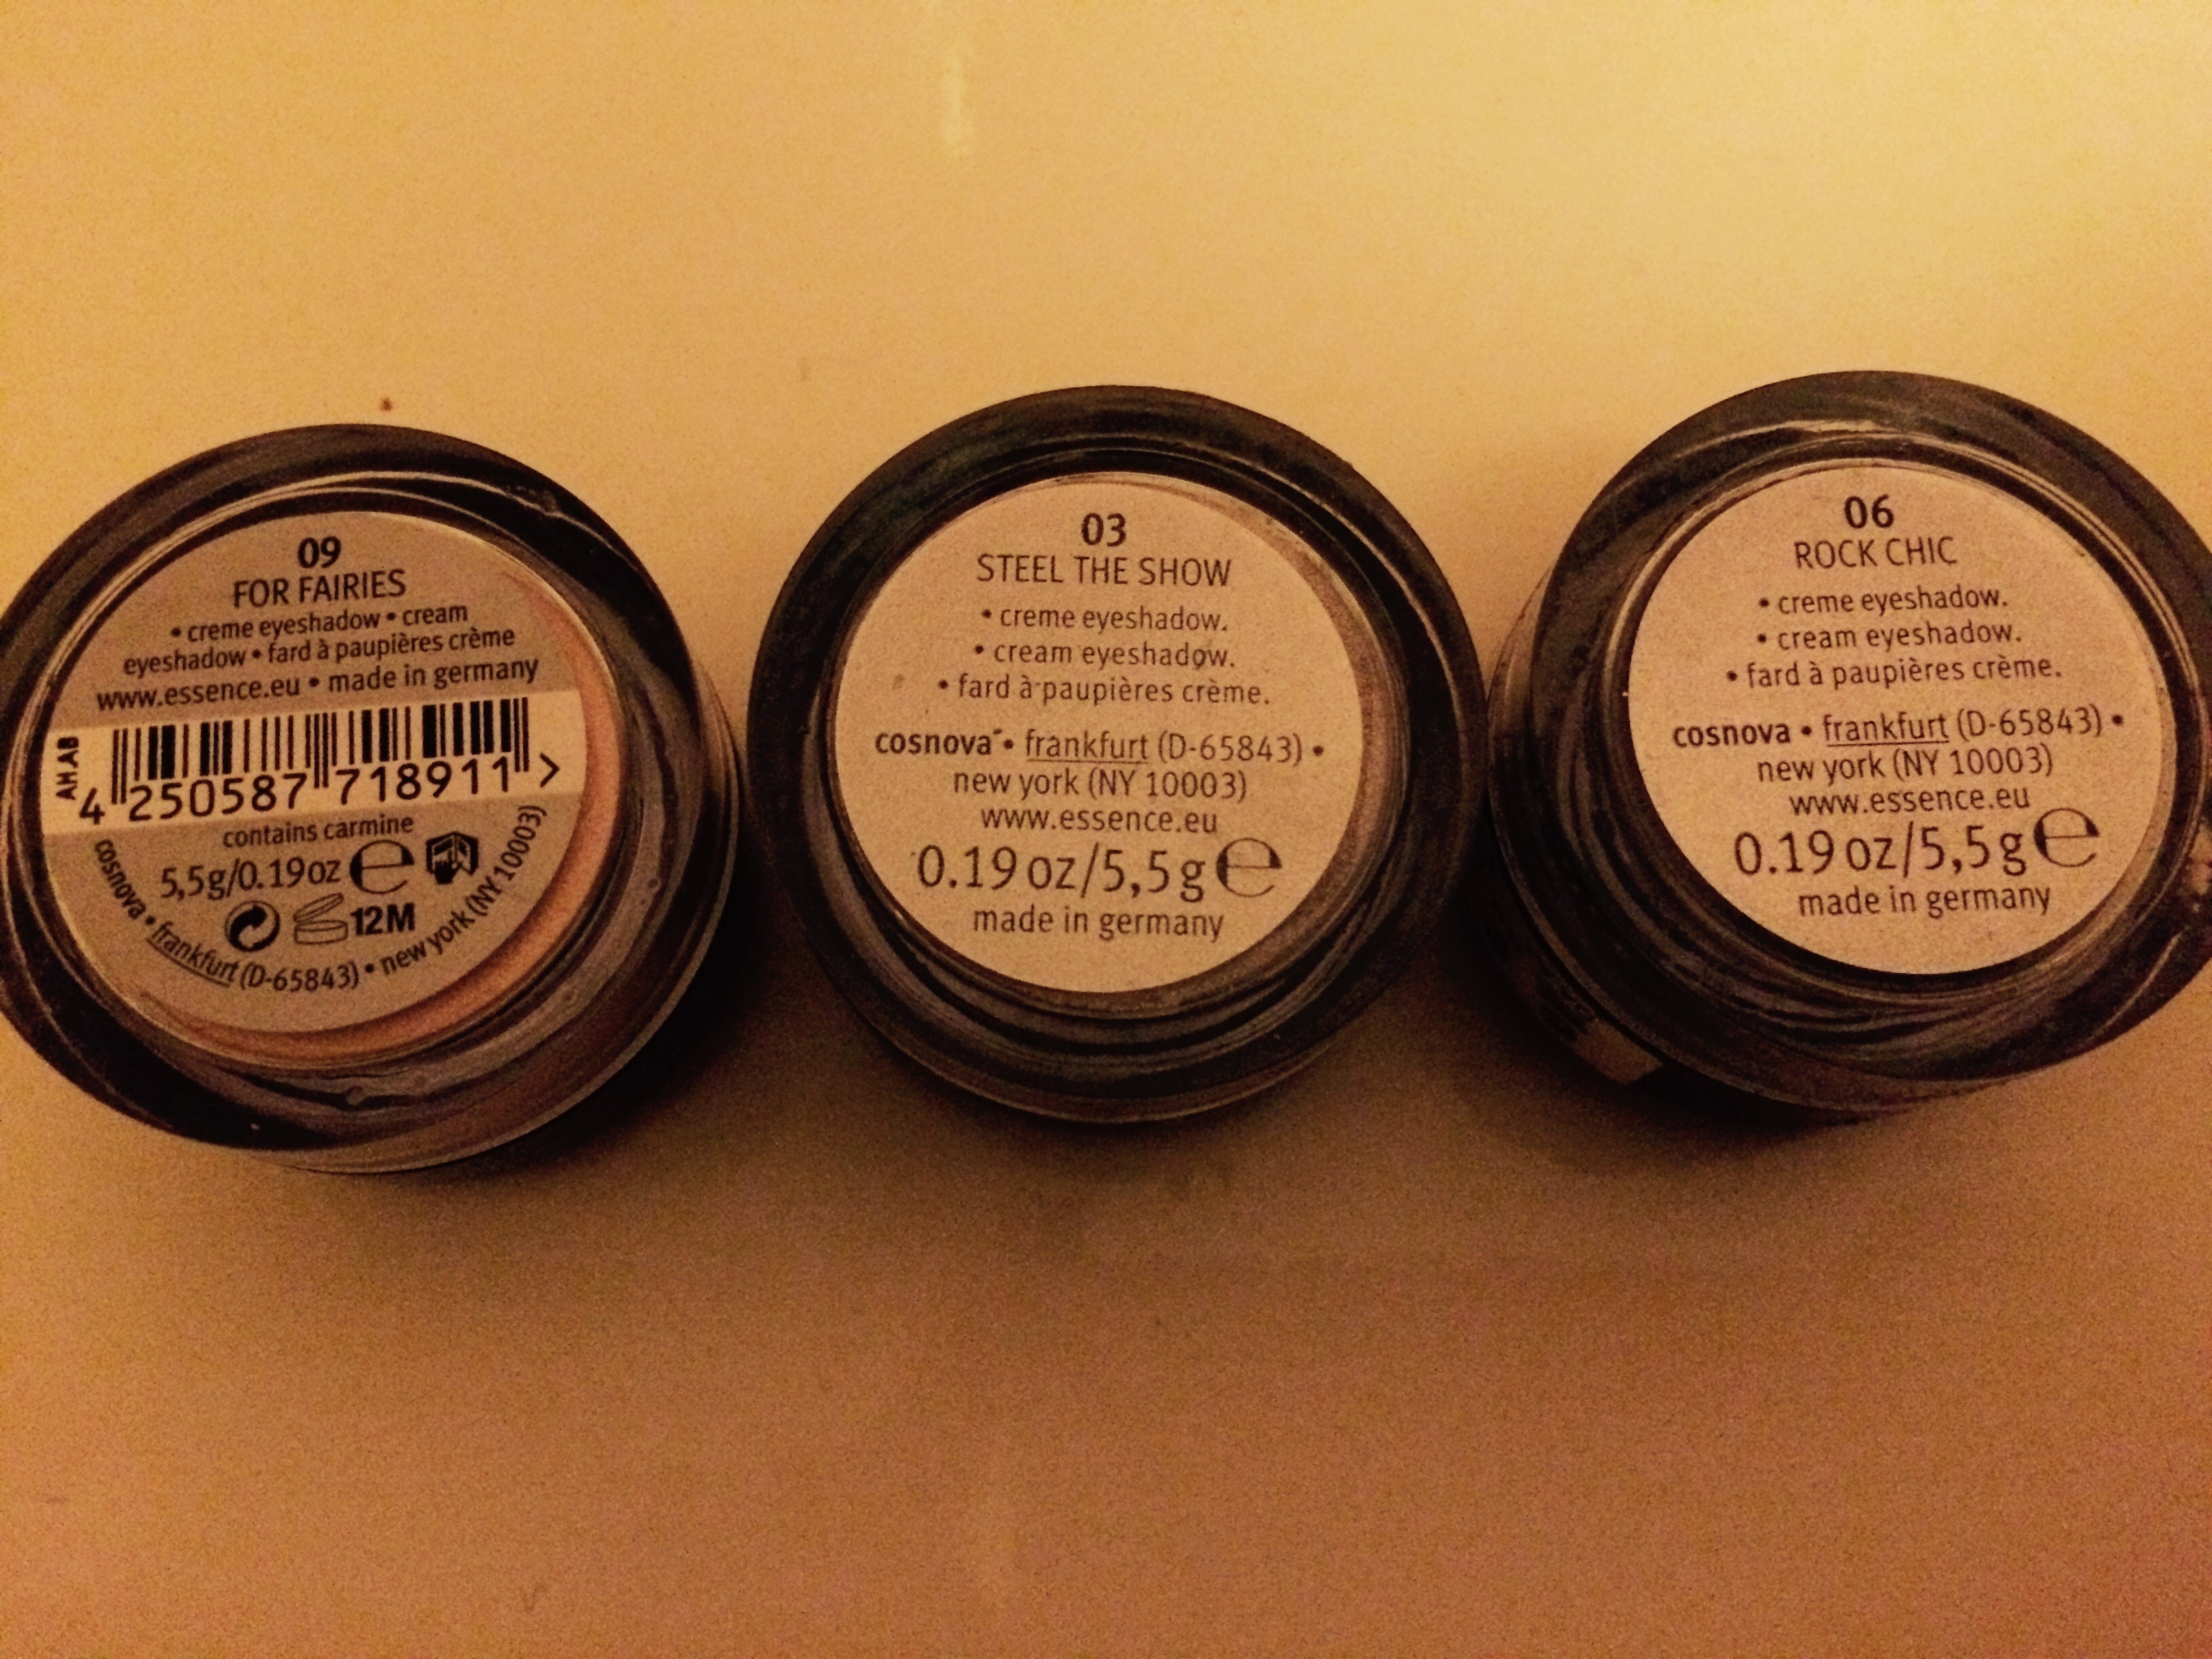 09
FOR FAIRIES
• creme eyeshadow • cream
eyeshadow • fard à paupières crème
www.essence.eu • made in germany
AH AB
4 250587 718911 >
contains carmine
5,5g/0.19oz e
12M
cosnova • frankfurt (D-65843) • new york (NY 10003)
03
STEEL THE SHOW
• creme eyeshadow.
• cream eyeshadow.
• fard à paupières crème.
cosnova • frankfurt (D-65843) •
new york (NY 10003)
www.essence.eu
0.19 oz/5,5 g e
made in germany
06
ROCK CHIC
• creme eyeshadow.
• cream eyeshadow.
• fard à paupières crème.
cosnova • frankfurt (D-65843) •
new york (NY 10003)
www.essence.eu
0.19 oz/5,5 g e
made in germany